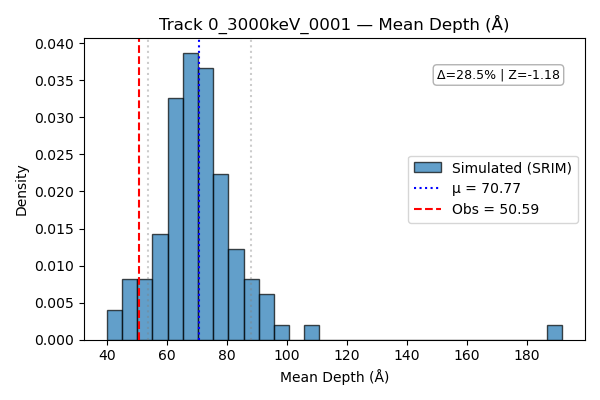 Track 0_3000keV_0001 — Mean Depth (Å)
Δ=28.5% | Z=-1.18
Simulated (SRIM)
μ = 70.77
Obs = 50.59
Density
0.040
0.035
0.030
0.025
0.020
0.015
0.010
0.005
0.000
40 60 80 100 120 140 160 180
Mean Depth (Å)